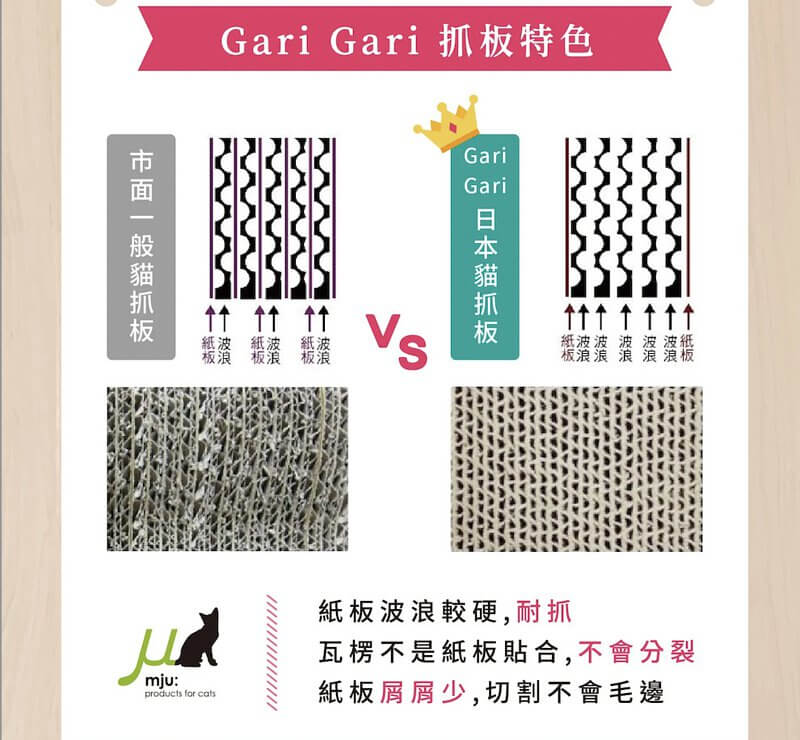 Gari Gari 抓板特色
市面一般貓抓板
Gari
Gari
日本貓抓板
紙板 波浪 紙板 波浪 紙板 波浪
vs
紙板 波浪 波浪 波浪 波浪 波浪 紙板
紙板波浪較硬,耐抓
瓦楞不是紙板貼合,不會分裂
紙板屑屑少,切割不會毛邊
μ
mju:
products for cats